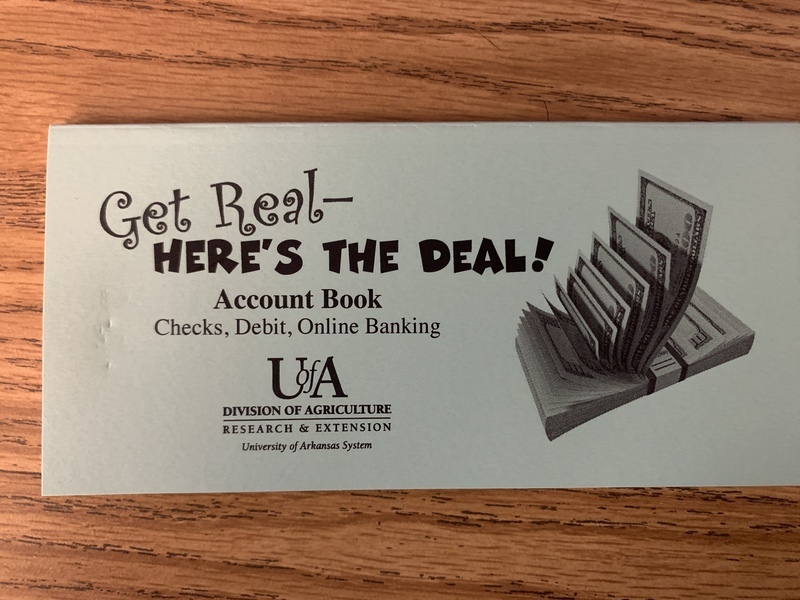 Get Real–
HERE'S THE DEAL!
Account Book
Checks, Debit, Online Banking
UofA
DIVISION OF AGRICULTURE
RESEARCH & EXTENSION
University of Arkansas System